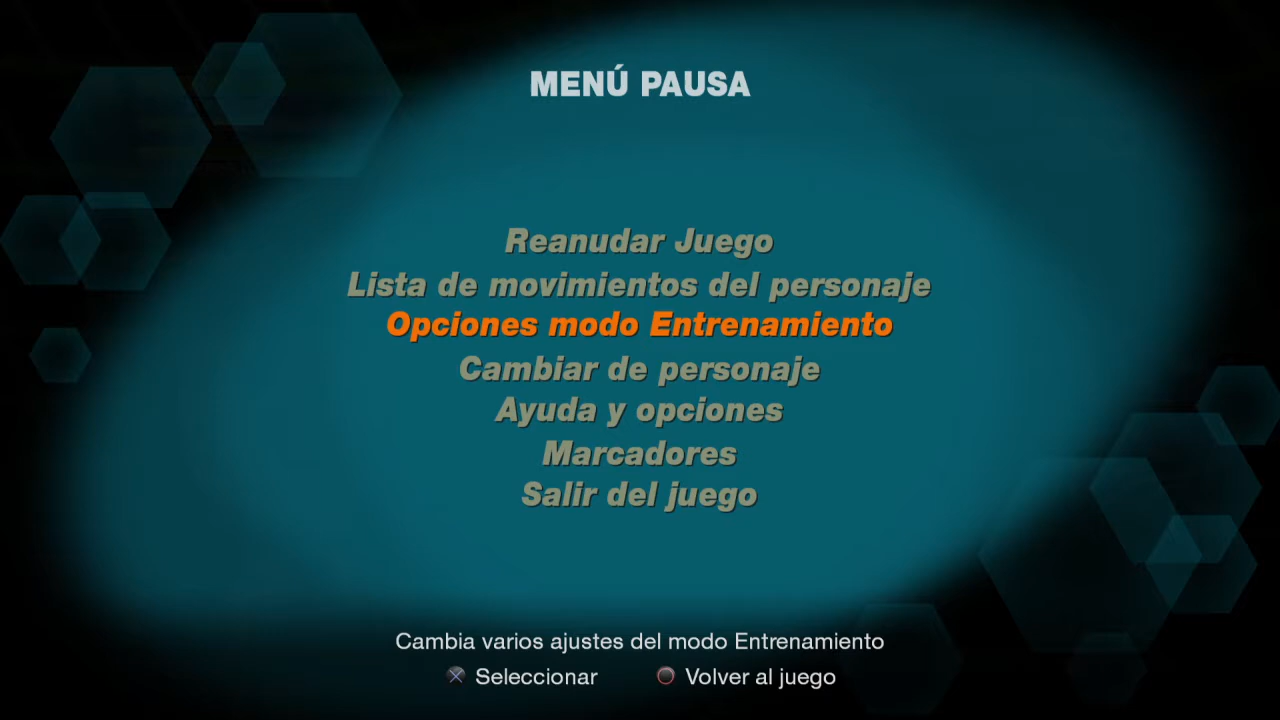 MENÚ PAUSA
Reanudar Juego
Lista de movimientos del personaje
Opciones modo Entrenamiento
Cambiar de personaje
Ayuda y opciones
Marcadores
Salir del juego
Cambia varios ajustes del modo Entrenamiento
Seleccionar Volver al juego